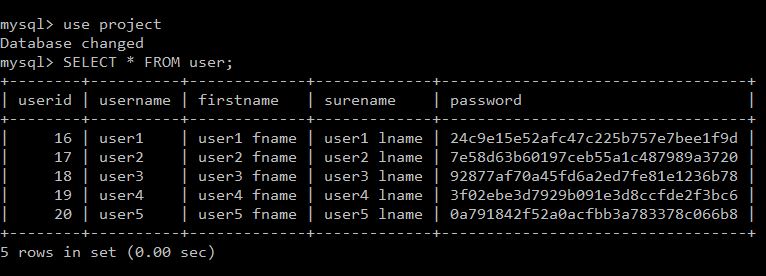 mysql> use project
Database changed
mysql> SELECT * FROM user;
+--------+----------+-------------+-------------+----------------------------------+
| userid | username | firstname   | surename    | password                         |
+--------+----------+-------------+-------------+----------------------------------+
|     16 | user1    | user1 fname | user1 lname | 24c9e15e52afc47c225b757e7bee1f9d |
|     17 | user2    | user2 fname | user2 lname | 7e58d63b60197ceb55a1c487989a3720 |
|     18 | user3    | user3 fname | user3 lname | 92877af70a45fd6a2ed7fe81e1236b78 |
|     19 | user4    | user4 fname | user4 lname | 3f02ebe3d7929b091e3d8ccfde2f3bc6 |
|     20 | user5    | user5 fname | user5 lname | 0a791842f52a0acfbb3a783378c066b8 |
+--------+----------+-------------+-------------+----------------------------------+
5 rows in set (0.00 sec)